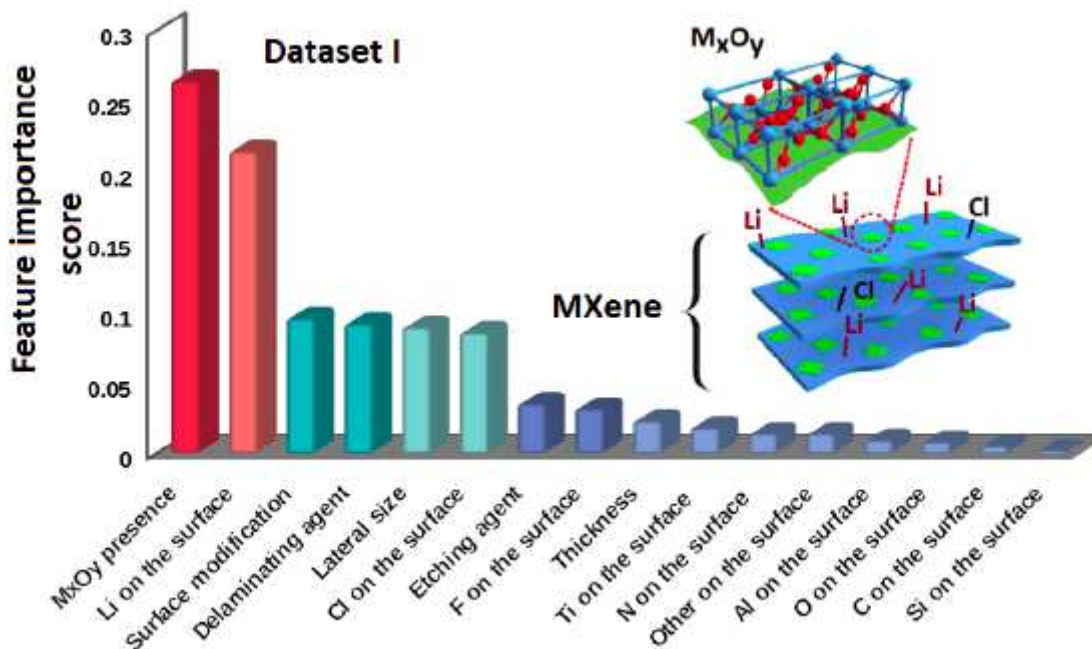 Dataset I
Feature importance
score
0.3
0.25
0.2
0.15
0.1
0.05
0
MxOy presence
Li on the surface
Surface modification
Delaminating agent
Lateral size
Cl on the surface
Etching agent
F on the surface
Thickness
Ti on the surface
N on the surface
Other on the surface
Al on the surface
O on the surface
C on the surface
Si on the surface
MₓOᵧ
Li
Li
Li
Cl
MXene
Cl
Li
Li
Li